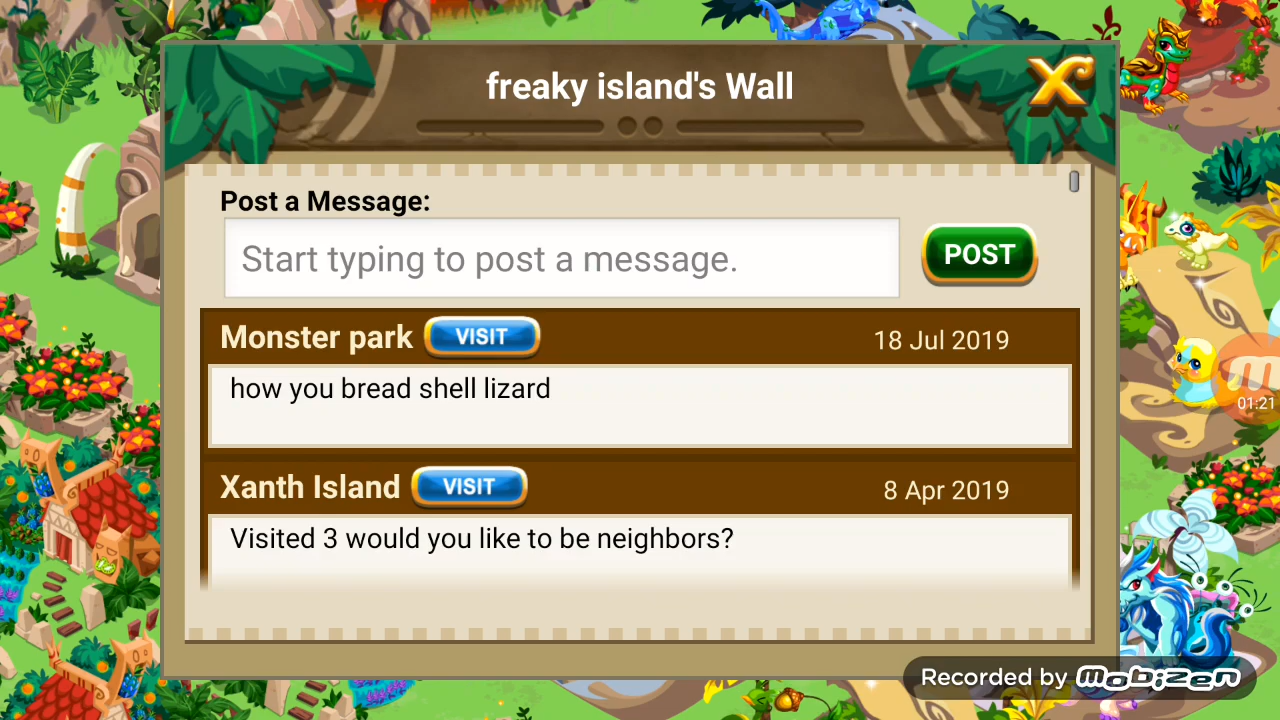 freaky island's Wall
Post a Message:
Start typing to post a message.
POST
Monster park
VISIT
18 Jul 2019
how you bread shell lizard
Xanth Island
VISIT
8 Apr 2019
Visited 3 would you like to be neighbors?
01:21
Recorded by Mobizen